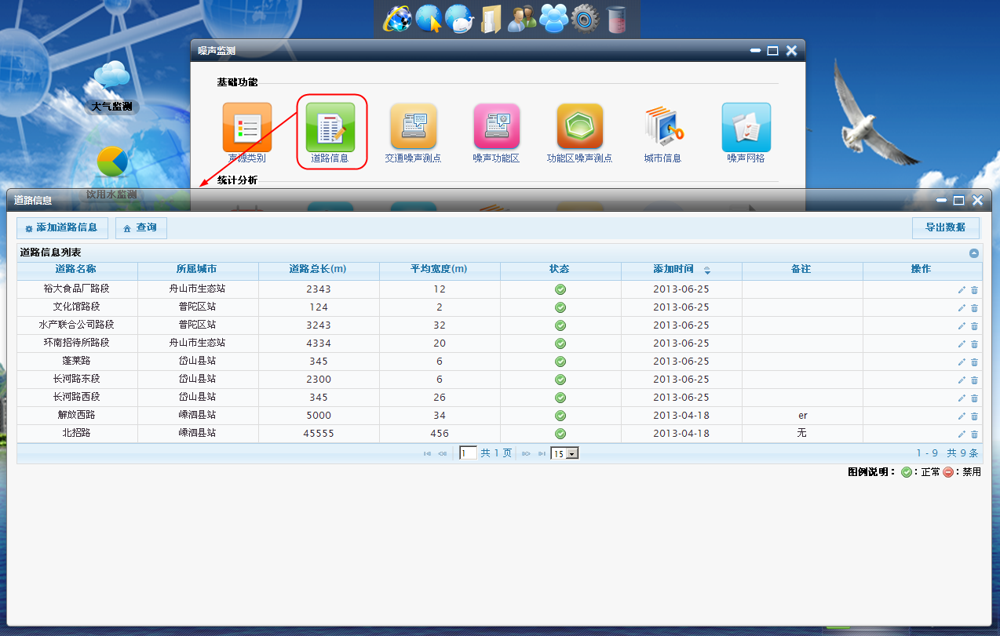 噪声监测
基础功能
大气监测
声源类别 道路信息 交通噪声测点 噪声功能区 功能区噪声测点 城市信息 噪声网格
统计分析
饮用水监测
道路信息
添加道路信息 查询 导出数据
道路信息列表
道路名称 所属城市 道路总长(m) 平均宽度(m) 状态 添加时间 备注 操作
裕大食品厂路段 舟山市生态站 2343 12 2013-06-25
文化馆路段 普陀区站 124 2 2013-06-25
水产联合公司路段 普陀区站 3243 32 2013-06-25
环南招待所路段 舟山市生态站 4334 20 2013-06-25
蓬莱路 岱山县站 345 6 2013-06-25
长河路东段 岱山县站 2300 6 2013-06-25
长河路西段 岱山县站 345 26 2013-06-25
解放西路 嵊泗县站 5000 34 2013-04-18 er
北招路 嵊泗县站 45555 456 2013-04-18 无
1 共 1 页 15 1 - 9 共 9 条
图例说明： ：正常 ：禁用